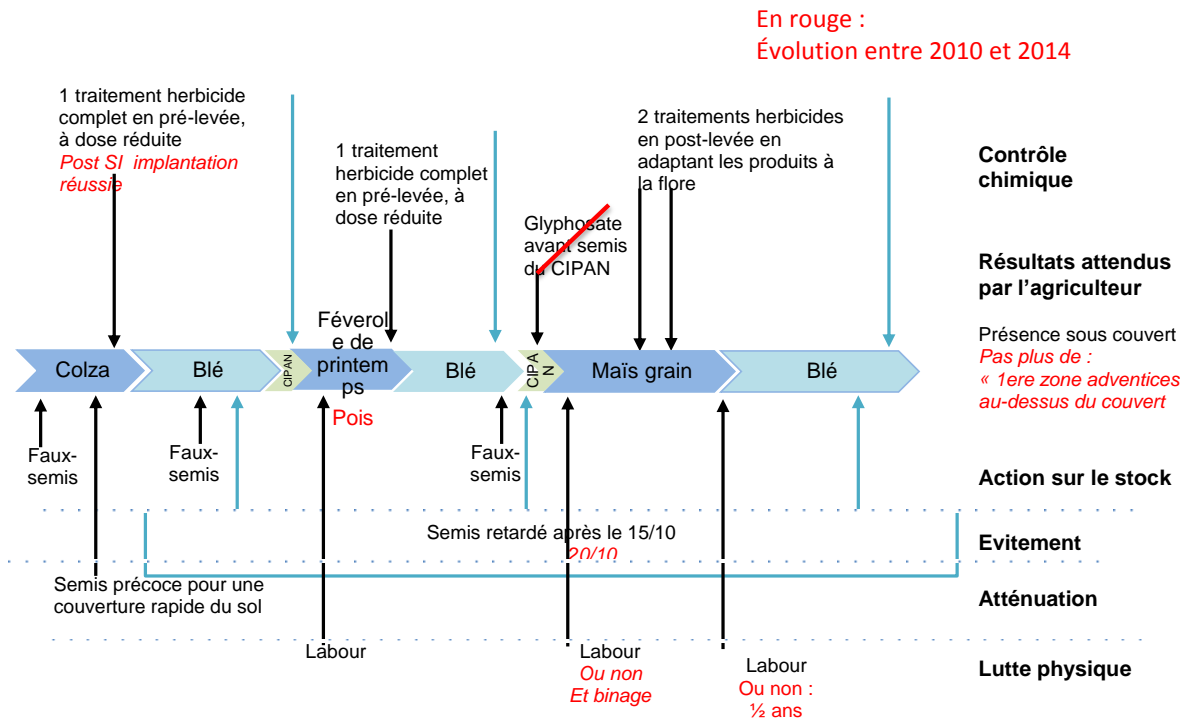 En rouge :
Évolution entre 2010 et 2014
1 traitement herbicide
complet en pré-levée,
à dose réduite
Post SI implantation
réussie
1 traitement
herbicide complet
en pré-levée, à
dose réduite
2 traitements herbicides
en post-levée en
adaptant les produits à
la flore
Glyphosate
avant semis
du CIPAN
Contrôle
chimique
Résultats attendus
par l’agriculteur
Présence sous couvert
Pas plus de :
« 1ere zone adventices
au-dessus du couvert
Colza
Blé
CIPAN
Féverol
e de
printem
ps
Pois
Blé
CIPA
N
Maïs grain
Blé
Faux-
semis
Faux-
semis
Faux-
semis
Action sur le stock
Semis retardé après le 15/10
20/10
Evitement
Semis précoce pour une
couverture rapide du sol
Atténuation
Labour
Labour
Ou non
Et binage
Labour
Ou non :
½ ans
Lutte physique